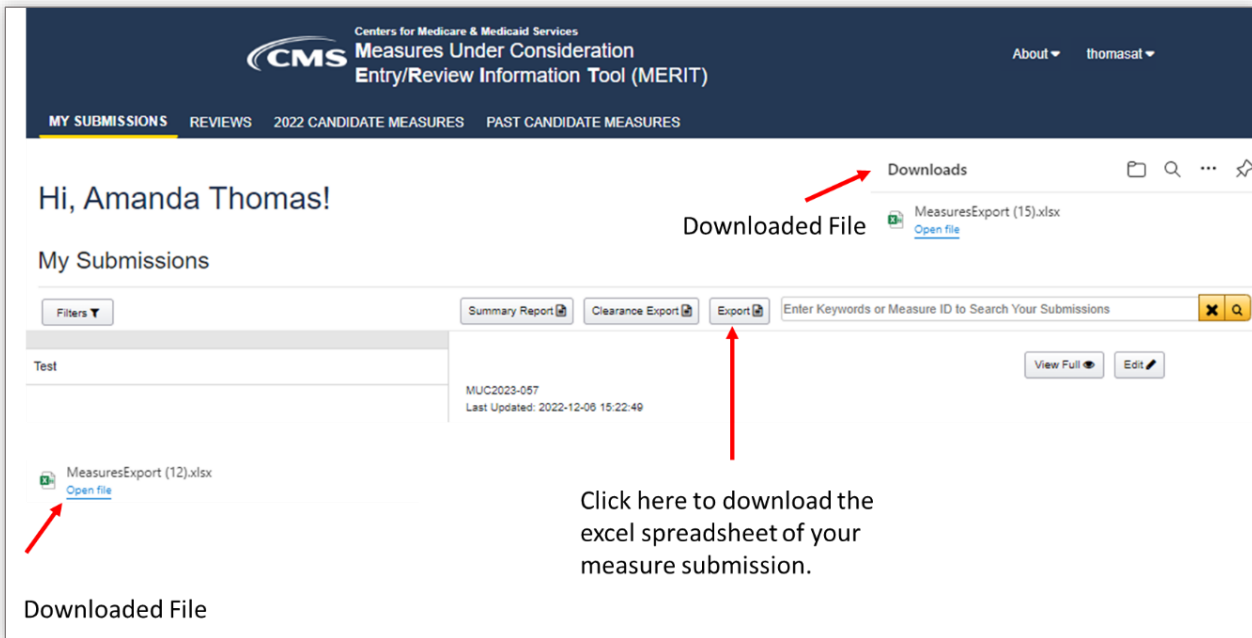 Centers for Medicare & Medicaid Services
CMS
Measures Under Consideration
Entry/Review Information Tool (MERIT)
About
thomasat
MY SUBMISSIONS
REVIEWS
2022 CANDIDATE MEASURES
PAST CANDIDATE MEASURES
Downloads
Hi, Amanda Thomas!
Downloaded File
MeasuresExport (15).xlsx
Open file
My Submissions
Filters
Summary Report
Clearance Export
Export
Enter Keywords or Measure ID to Search Your Submissions
Test
View Full
Edit
MUC2023-057
Last Updated: 2022-12-06 15:22:49
MeasuresExport (12).xlsx
Open file
Click here to download the
excel spreadsheet of your
measure submission.
Downloaded File